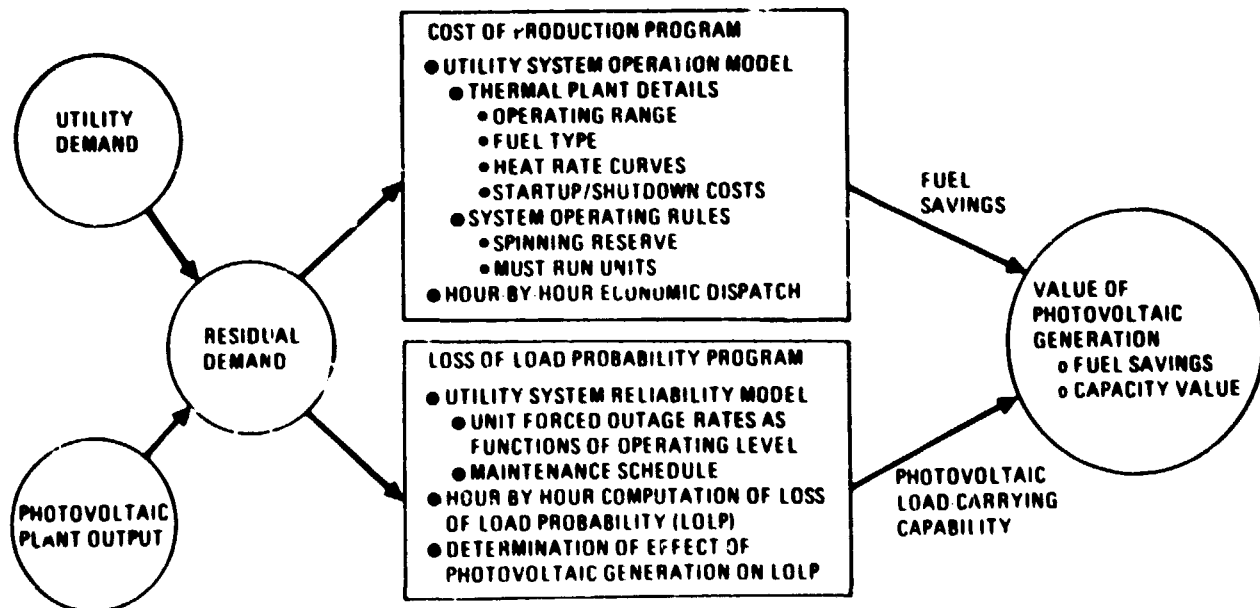 UTILITY
DEMAND
PHOTOVOLTAIC
PLANT OUTPUT
RESIDUAL
DEMAND
COST OF PRODUCTION PROGRAM
● UTILITY SYSTEM OPERATION MODEL
● THERMAL PLANT DETAILS
● OPERATING RANGE
● FUEL TYPE
● HEAT RATE CURVES
● STARTUP/SHUTDOWN COSTS
● SYSTEM OPERATING RULES
● SPINNING RESERVE
● MUST RUN UNITS
● HOUR BY HOUR ECONOMIC DISPATCH
LOSS OF LOAD PROBABILITY PROGRAM
● UTILITY SYSTEM RELIABILITY MODEL
● UNIT FORCED OUTAGE RATES AS
FUNCTIONS OF OPERATING LEVEL
● MAINTENANCE SCHEDULE
● HOUR BY HOUR COMPUTATION OF LOSS
OF LOAD PROBABILITY (LOLP)
● DETERMINATION OF EFFECT OF
PHOTOVOLTAIC GENERATION ON LOLP
FUEL
SAVINGS
PHOTOVOLTAIC
LOAD-CARRYING
CAPABILITY
VALUE OF
PHOTOVOLTAIC
GENERATION
o FUEL SAVINGS
o CAPACITY VALUE